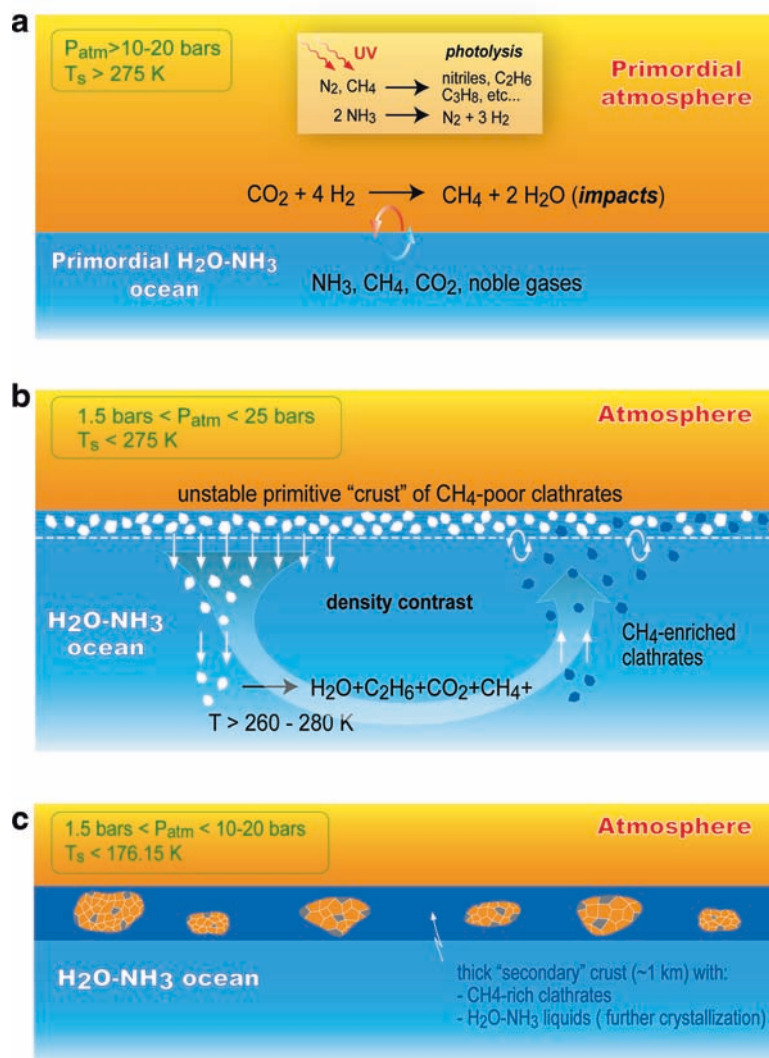 a
Patm>10-20 bars
Ts > 275 K
UV
photolysis
N2, CH4
nitriles, C2H6
C3H8, etc...
2 NH3
N2 + 3 H2
Primordial
atmosphere
CO2 + 4 H2
CH4 + 2 H2O (impacts)
Primordial H2O-NH3
ocean
NH3, CH4, CO2, noble gases
b
1.5 bars < Patm < 25 bars
Ts < 275 K
Atmosphere
unstable primitive “crust” of CH4-poor clathrates
density contrast
H2O-NH3
ocean
CH4-enriched
clathrates
H2O+C2H6+CO2+CH4+
T > 260 - 280 K
c
1.5 bars < Patm < 10-20 bars
Ts < 176.15 K
Atmosphere
H2O-NH3 ocean
thick “secondary” crust (~1 km) with:
- CH4-rich clathrates
- H2O-NH3 liquids ( further crystallization)